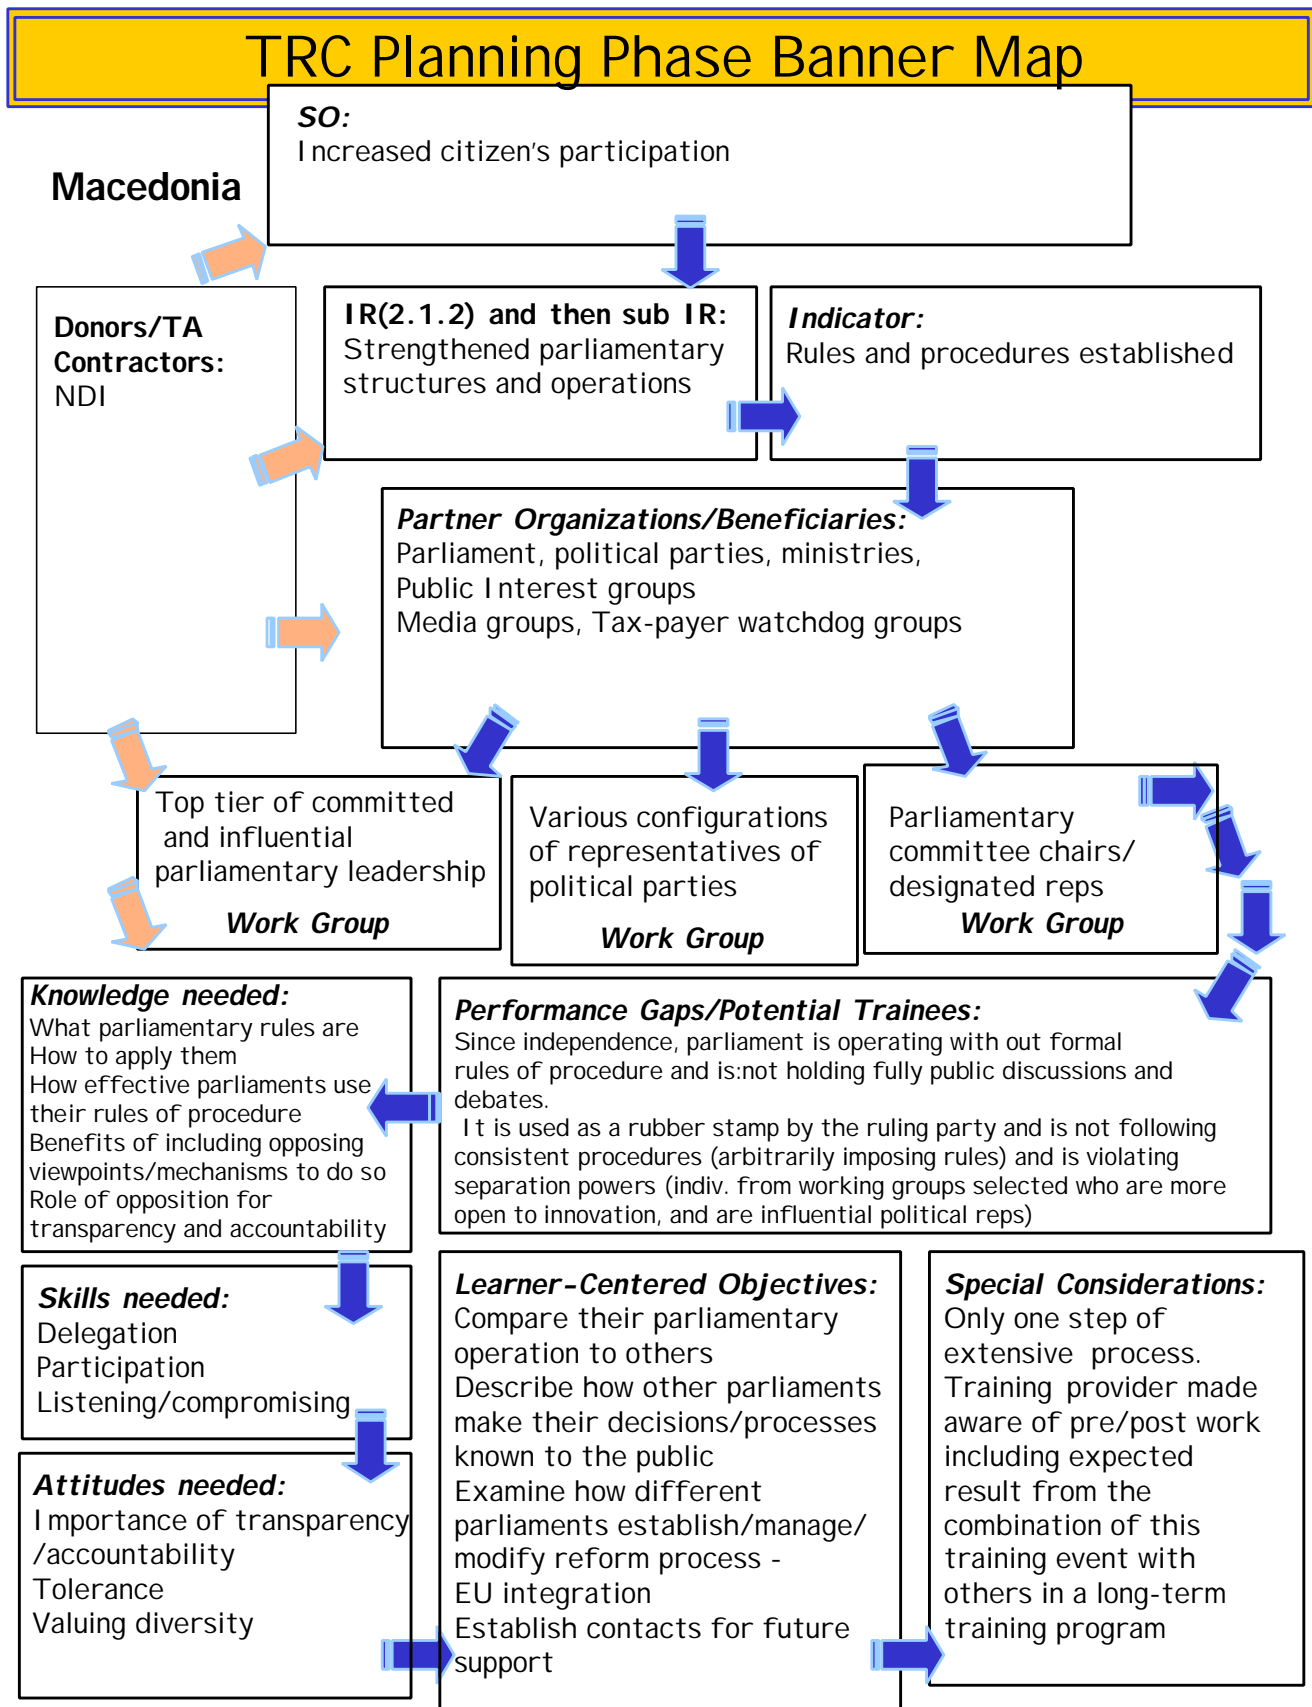 TRC Planning Phase Banner Map
SO:
Increased citizen's participation
Macedonia
Donors/TA
Contractors:
NDI
IR(2.1.2) and then sub IR:
Strengthened parliamentary
structures and operations
Indicator:
Rules and procedures established
Partner Organizations/Beneficiaries:
Parliament, political parties, ministries,
Public Interest groups
Media groups, Tax-payer watchdog groups
Top tier of committed
and influential
parliamentary leadership
Work Group
Various configurations
of representatives of
political parties
Work Group
Parliamentary
committee chairs/
designated reps
Work Group
Knowledge needed:
What parliamentary rules are
How to apply them
How effective parliaments use
their rules of procedure
Benefits of including opposing
viewpoints/mechanisms to do so
Role of opposition for
transparency and accountability
Performance Gaps/Potential Trainees:
Since independence, parliament is operating with out formal
rules of procedure and is:not holding fully public discussions and
debates.
It is used as a rubber stamp by the ruling party and is not following
consistent procedures (arbitrarily imposing rules) and is violating
separation powers (indiv. from working groups selected who are more
open to innovation, and are influential political reps)
Skills needed:
Delegation
Participation
Listening/compromising
Attitudes needed:
Importance of transparency
/accountability
Tolerance
Valuing diversity
Learner-Centered Objectives:
Compare their parliamentary
operation to others
Describe how other parliaments
make their decisions/processes
known to the public
Examine how different
parliaments establish/manage/
modify reform process -
EU integration
Establish contacts for future
support
Special Considerations:
Only one step of
extensive process.
Training provider made
aware of pre/post work
including expected
result from the
combination of this
training event with
others in a long-term
training program